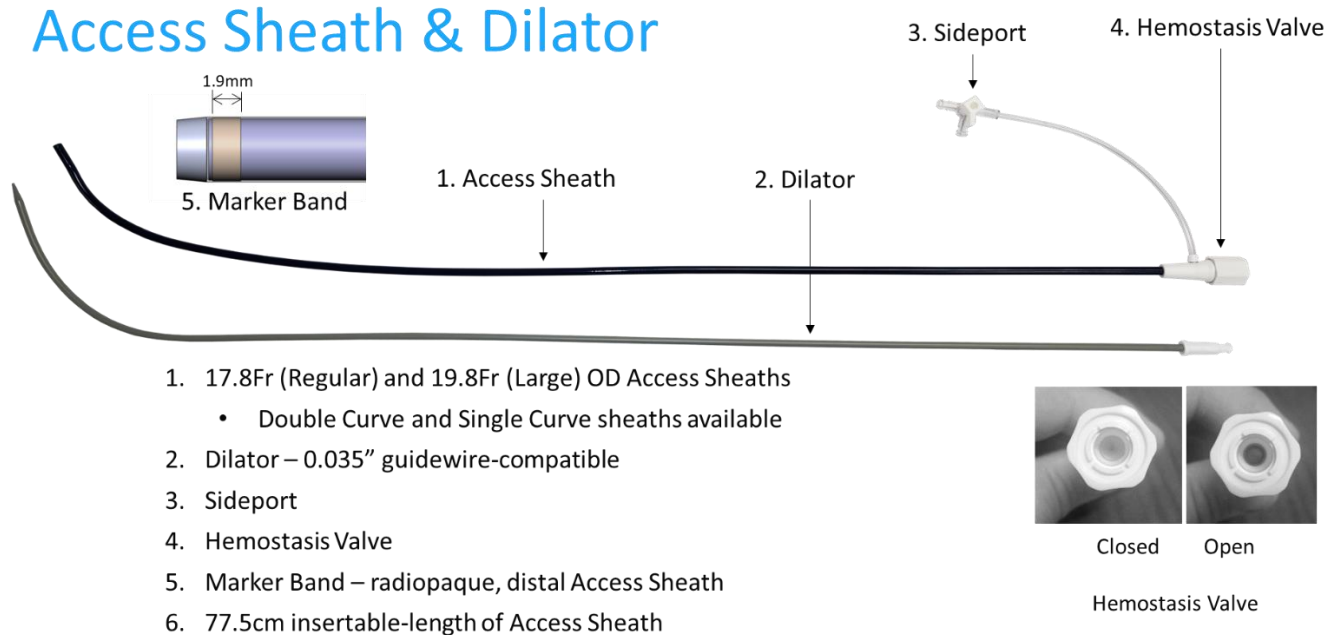 Access Sheath & Dilator
3. Sideport
4. Hemostasis Valve
1.9mm
5. Marker Band
1. Access Sheath
2. Dilator
1. 17.8Fr (Regular) and 19.8Fr (Large) OD Access Sheaths
• Double Curve and Single Curve sheaths available
2. Dilator – 0.035” guidewire-compatible
3. Sideport
4. Hemostasis Valve
5. Marker Band – radiopaque, distal Access Sheath
6. 77.5cm insertable-length of Access Sheath
Closed
Open
Hemostasis Valve